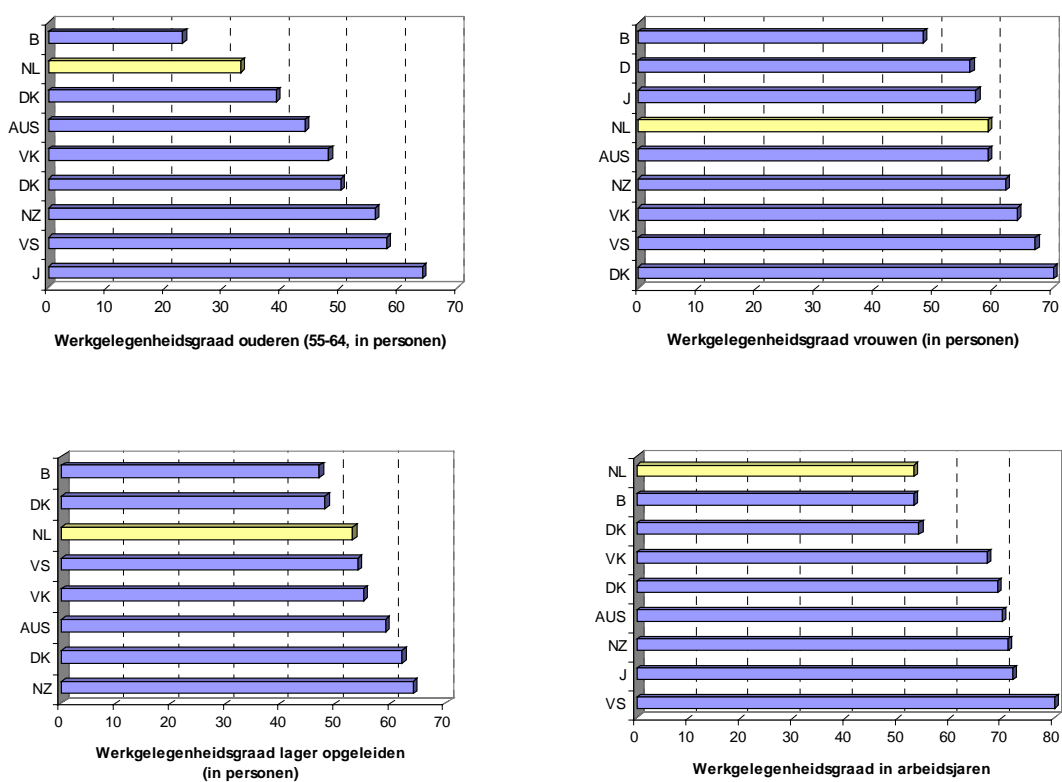 B
NL
DK
AUS
VK
DK
NZ
VS
J
0 10 20 30 40 50 60 70
Werkgelegenheidsgraad ouderen (55-64, in personen)
B
D
J
NL
AUS
NZ
VK
VS
DK
0 10 20 30 40 50 60 70
Werkgelegenheidsgraad vrouwen (in personen)
B
DK
NL
VS
VK
AUS
DK
NZ
0 10 20 30 40 50 60 70
Werkgelegenheidsgraad lager opgeleiden
(in personen)
NL
B
DK
VK
DK
AUS
NZ
J
VS
0 10 20 30 40 50 60 70 80
Werkgelegenheidsgraad in arbeidsjaren